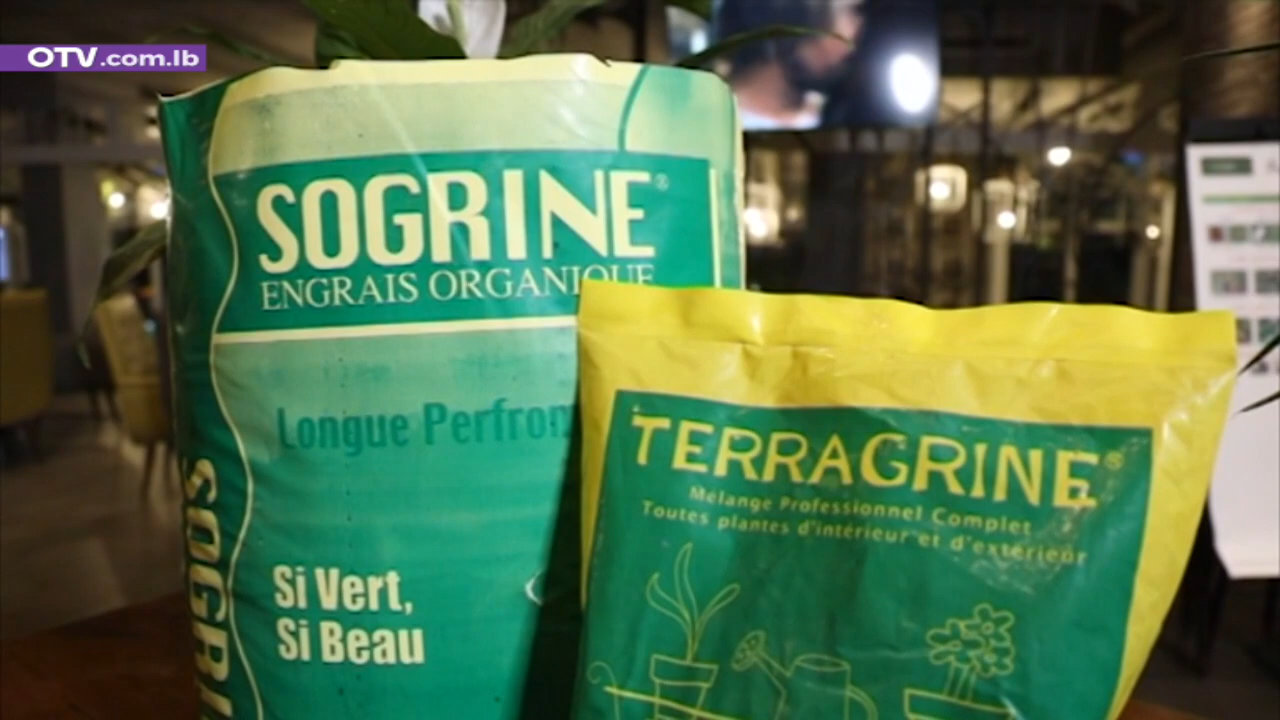 OTV.com.lb
SOGRINE®
ENGRAIS ORGANIQUE
Longue Perfrom
Si Vert,
Si Beau
SOGRI
TERRAGRINE®
Mélange Professionnel Complet
Toutes plantes d'intérieur et d'extérieur